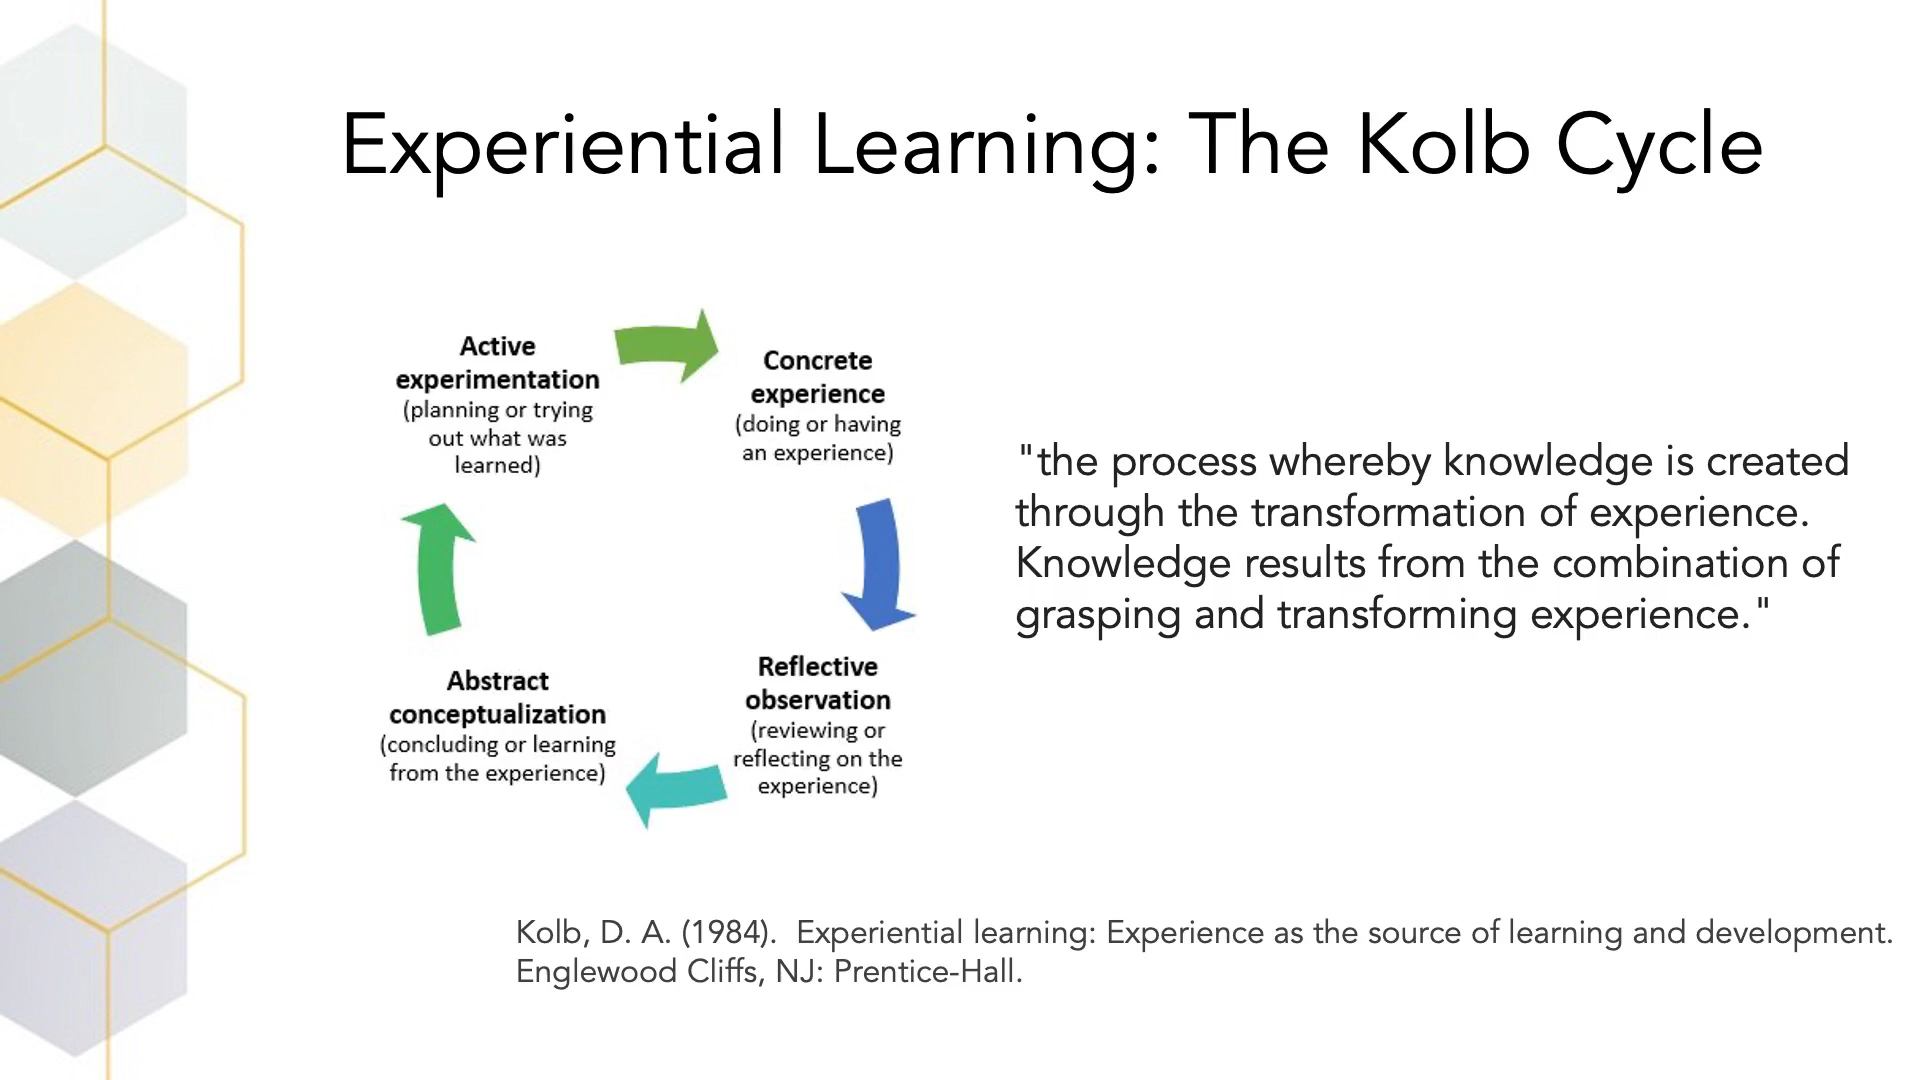 Experiential Learning: The Kolb Cycle
Active
experimentation
(planning or trying
out what was
learned)
Concrete
experience
(doing or having
an experience)
Reflective
observation
(reviewing or
reflecting on the
experience)
Abstract
conceptualization
(concluding or learning
from the experience)
"the process whereby knowledge is created
through the transformation of experience.
Knowledge results from the combination of
grasping and transforming experience."
Kolb, D. A. (1984).  Experiential learning: Experience as the source of learning and development.
Englewood Cliffs, NJ: Prentice-Hall.